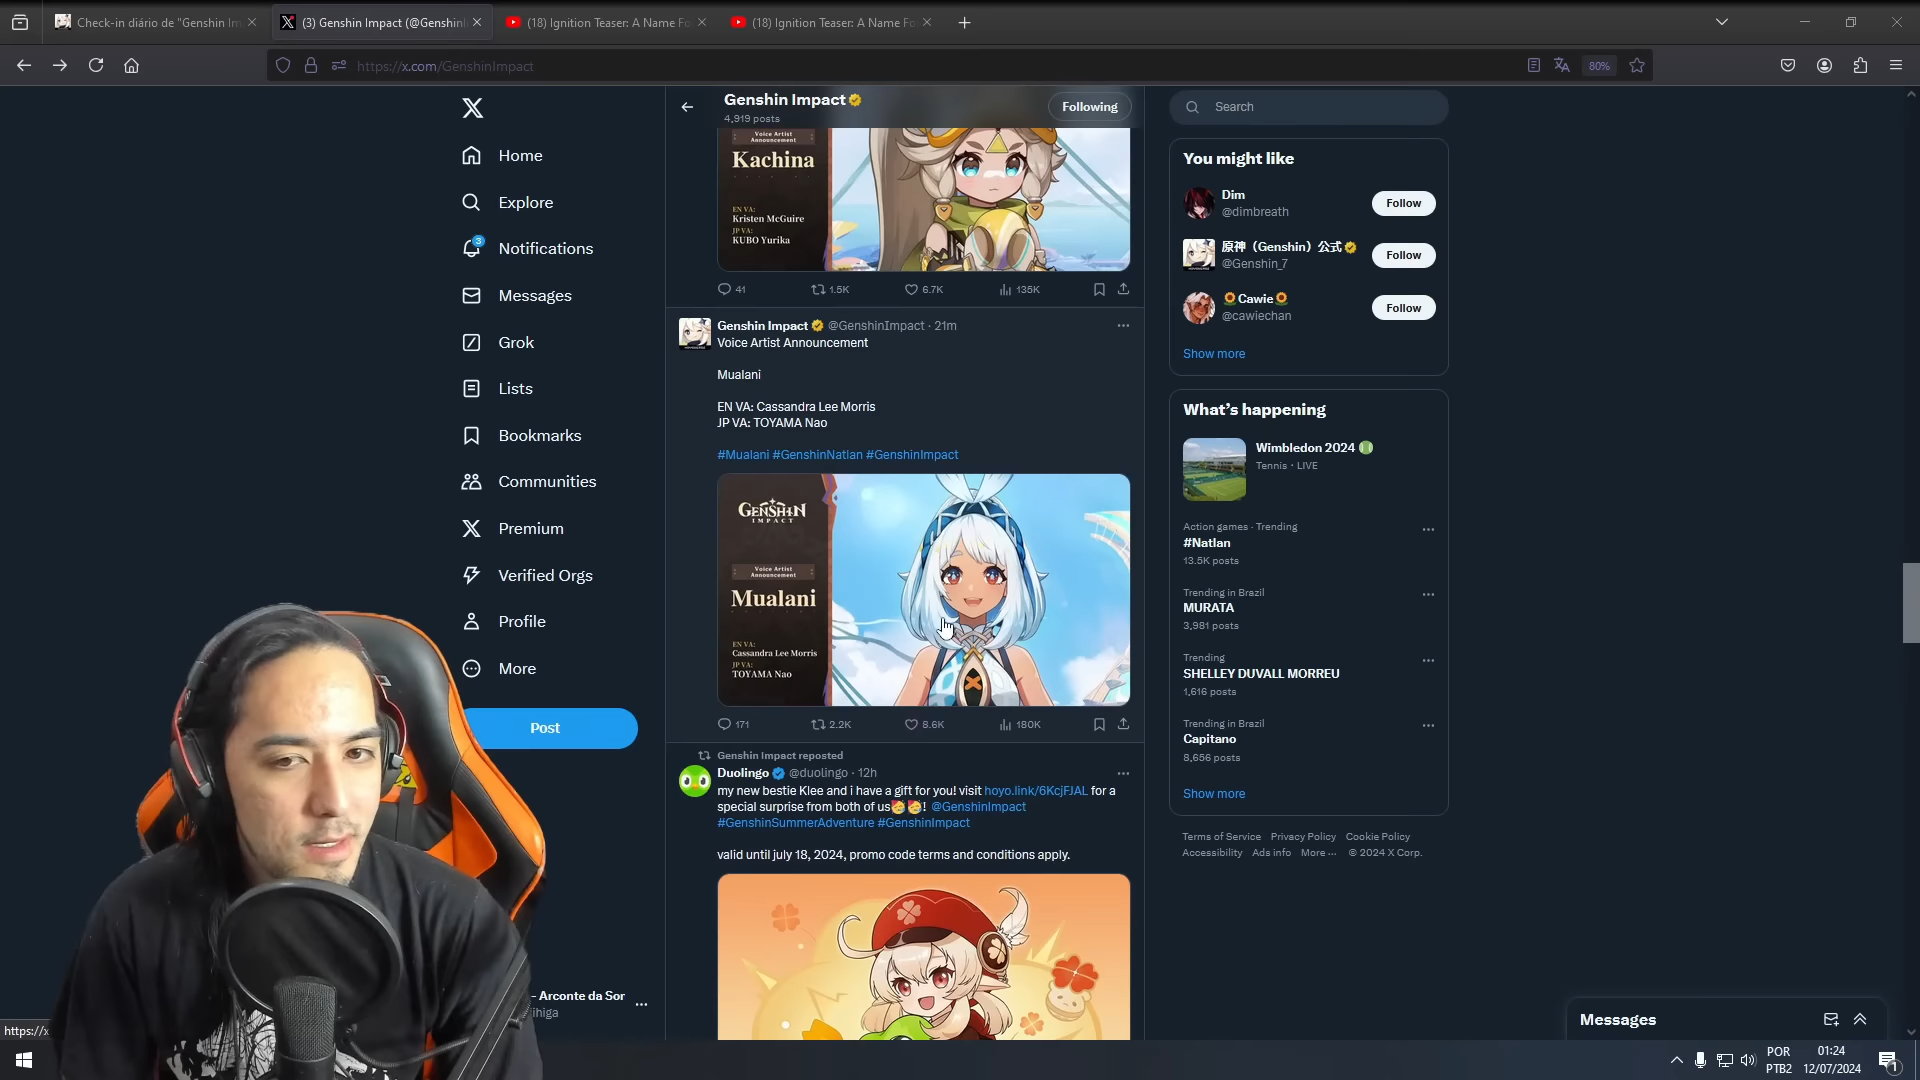 Check-in diário de "Genshin Im
(3) Genshin Impact (@GenshinI
(18) Ignition Teaser: A Name Fo
(18) Ignition Teaser: A Name Fo
https://x.com/GenshinImpact
80%
Home
Explore
3
Notifications
Messages
Grok
Lists
Bookmarks
Communities
Premium
Verified Orgs
Profile
More
Post
- Arconte da Sor
ihiga
https://x
Genshin Impact
4,919 posts
Following
Voice Artist
Announcement
Kachina
EN VA:
Kristen McGuire
JP VA:
KUBO Yurika
41
1.5K
6.7K
135K
Genshin Impact @GenshinImpact · 21m
Voice Artist Announcement
Mualani
EN VA: Cassandra Lee Morris
JP VA: TOYAMA Nao
#Mualani #GenshinNatlan #GenshinImpact
GENSHIN
IMPACT
Voice Artist
Announcement
Mualani
EN VA:
Cassandra Lee Morris
JP VA:
TOYAMA Nao
171
2.2K
8.6K
180K
Genshin Impact reposted
Duolingo @duolingo · 12h
my new bestie Klee and i have a gift for you! visit hoyo.link/6KcjFJAL for a
special surprise from both of us🥳🥳! @GenshinImpact
#GenshinSummerAdventure #GenshinImpact
valid until july 18, 2024, promo code terms and conditions apply.
Search
You might like
Dim
@dimbreath
Follow
原神（Genshin）公式
@Genshin_7
Follow
🌻Cawie🌻
@cawiechan
Follow
Show more
What's happening
Wimbledon 2024
Tennis · LIVE
Action games · Trending
#Natlan
13.5K posts
Trending in Brazil
MURATA
3,981 posts
Trending
SHELLEY DUVALL MORREU
1,616 posts
Trending in Brazil
Capitano
8,656 posts
Show more
Terms of Service Privacy Policy Cookie Policy
Accessibility Ads info More ··· © 2024 X Corp.
Messages
POR
PTB2
01:24
12/07/2024
1